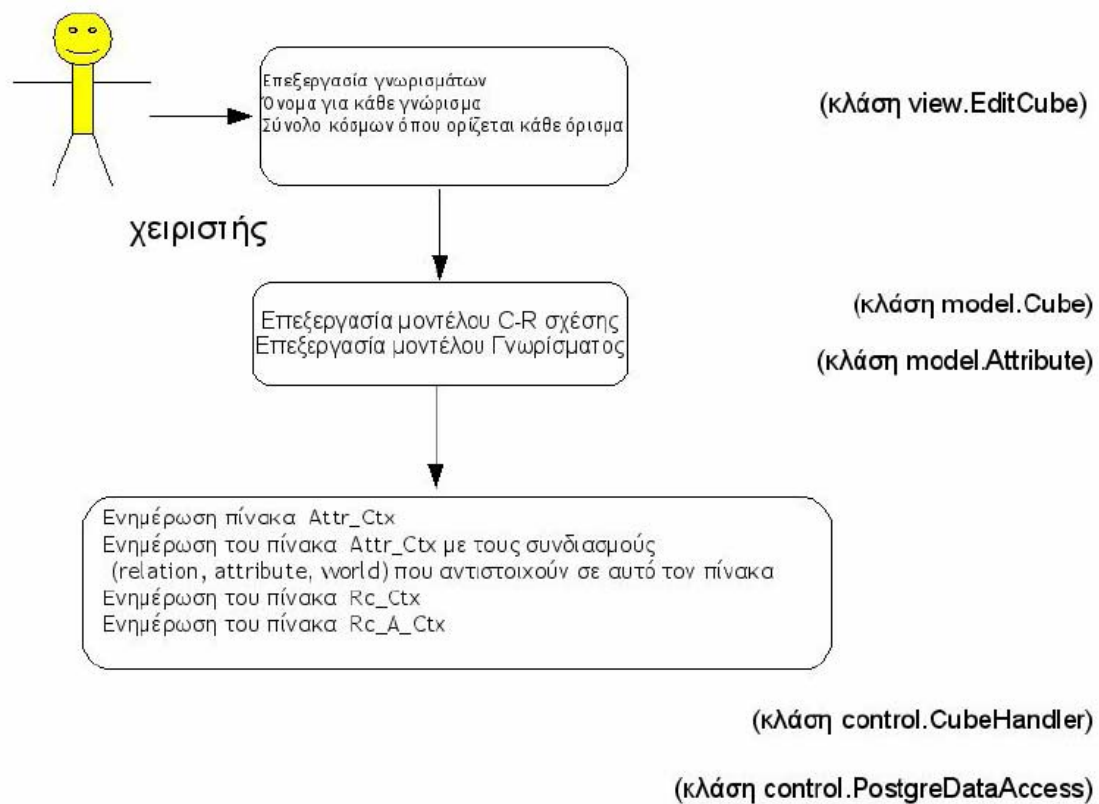 Επεξεργασία γνωρισμάτων
Όνομα για κάθε γνώρισμα
Σύνολο κόσμων όπου ορίζεται κάθε όρισμα
(κλάση view.EditCube)
χειριστής
Επεξεργασία μοντέλου C-R σχέσης
Επεξεργασία μοντέλου Γνωρίσματος
(κλάση model.Cube)
(κλάση model.Attribute)
Ενημέρωση πίνακα Attr_Ctx
Ενημέρωση του πίνακα Attr_Ctx με τους συνδιασμούς
(relation, attribute, world) που αντιστοιχούν σε αυτό τον πίνακα
Ενημέρωση του πίνακα Rc_Ctx
Ενημέρωση του πίνακα Rc_A_Ctx
(κλάση control.CubeHandler)
(κλάση control.PostgreDataAccess)